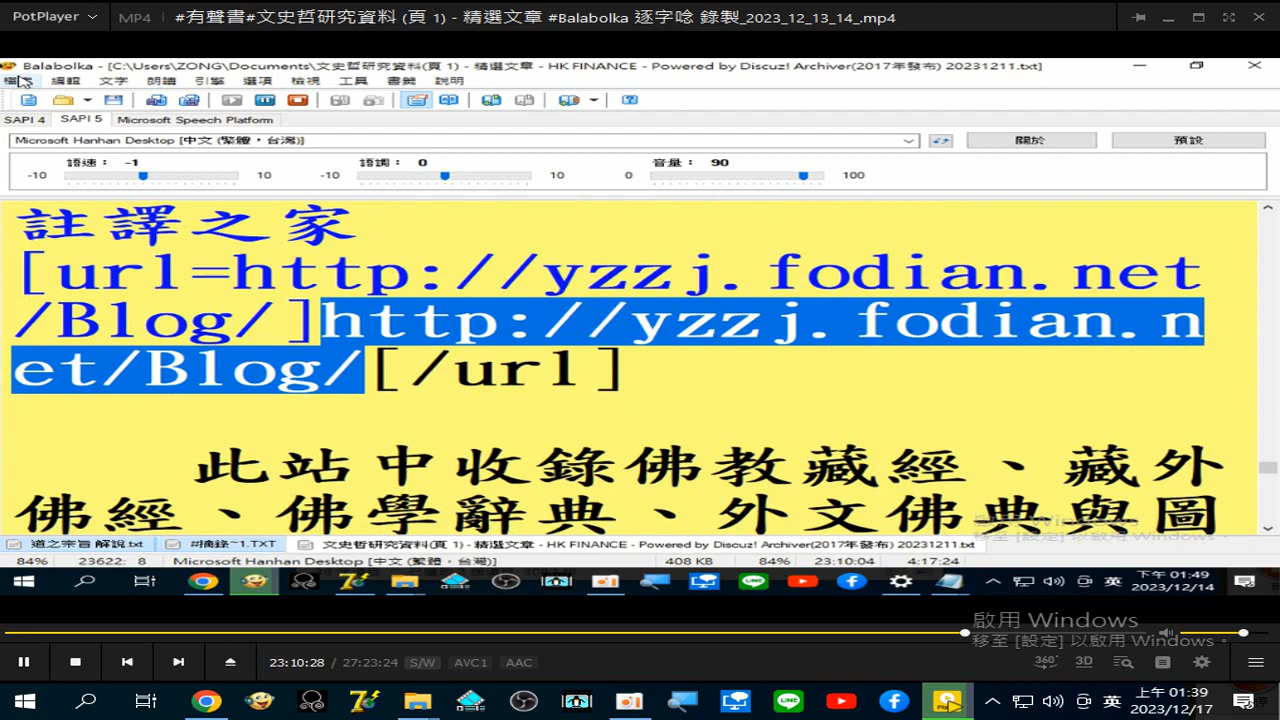 PotPlayer MP4 #有聲書#文史哲研究資料 (頁 1) - 精選文章 #Balabolka 逐字唸 錄製_2023_12_13_14_.mp4
Balabolka - [C:\Users\ZONG\Documents\文史哲研究資料(頁 1) - 精選文章 - HK FINANCE - Powered by Discuz! Archiver(2017年發布) 20231211.txt]
檔案 編輯 文字 朗讀 引擎 選項 檢視 工具 書籤 說明
SAPI 4 SAPI 5 Microsoft Speech Platform
Microsoft Hanhan Desktop [中文 (繁體，台灣)] 關於 預設
語速： -1 語調： 0 音量： 90
-10 10 -10 10 0 100
註譯之家
[url=http://yzzj.fodian.net
/Blog/]http://yzzj.fodian.n
et/Blog/[/url]
此站中收錄佛教藏經、藏外
佛經、佛學辭典、外文佛典與圖
啟用 Windows
移至 [設定] 以啟用 Windows。
道之宗旨 解說.txt #摘錄~1.TXT 文史哲研究資料(頁 1) - 精選文章 - HK FINANCE - Powered by Discuz! Archiver(2017年發布) 20231211.txt
84% 23622: 8 Microsoft Hanhan Desktop [中文 (繁體，台灣)] 408 KB 84% 23:10:04 4:17:24
英 下午 01:49
2023/12/14
啟用 Windows
移至 [設定] 以啟用 Windows。
23:10:28 / 27:23:24 S/W AVC1 AAC 360° 3D
英 上午 01:39
2023/12/17